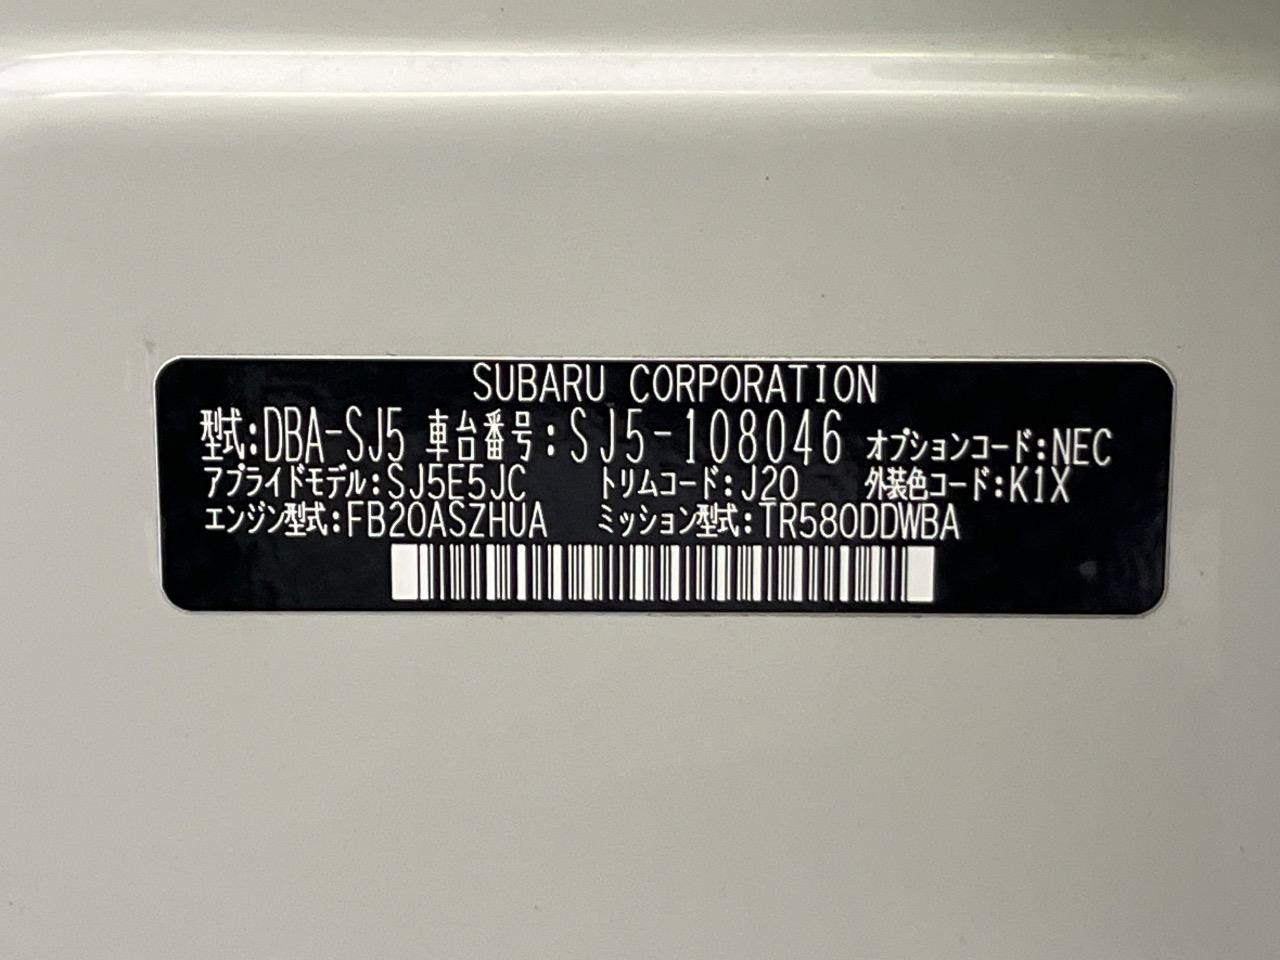 SUBARU CORPORATION
型式:DBA-SJ5 車台番号:SJ5-108046 オプションコード:NEC
アプライドモデル:SJ5E5JC トリムコード:J20 外装色コード:K1X
エンジン型式:FB20ASZHUA ミッション型式:TR580DDWBA